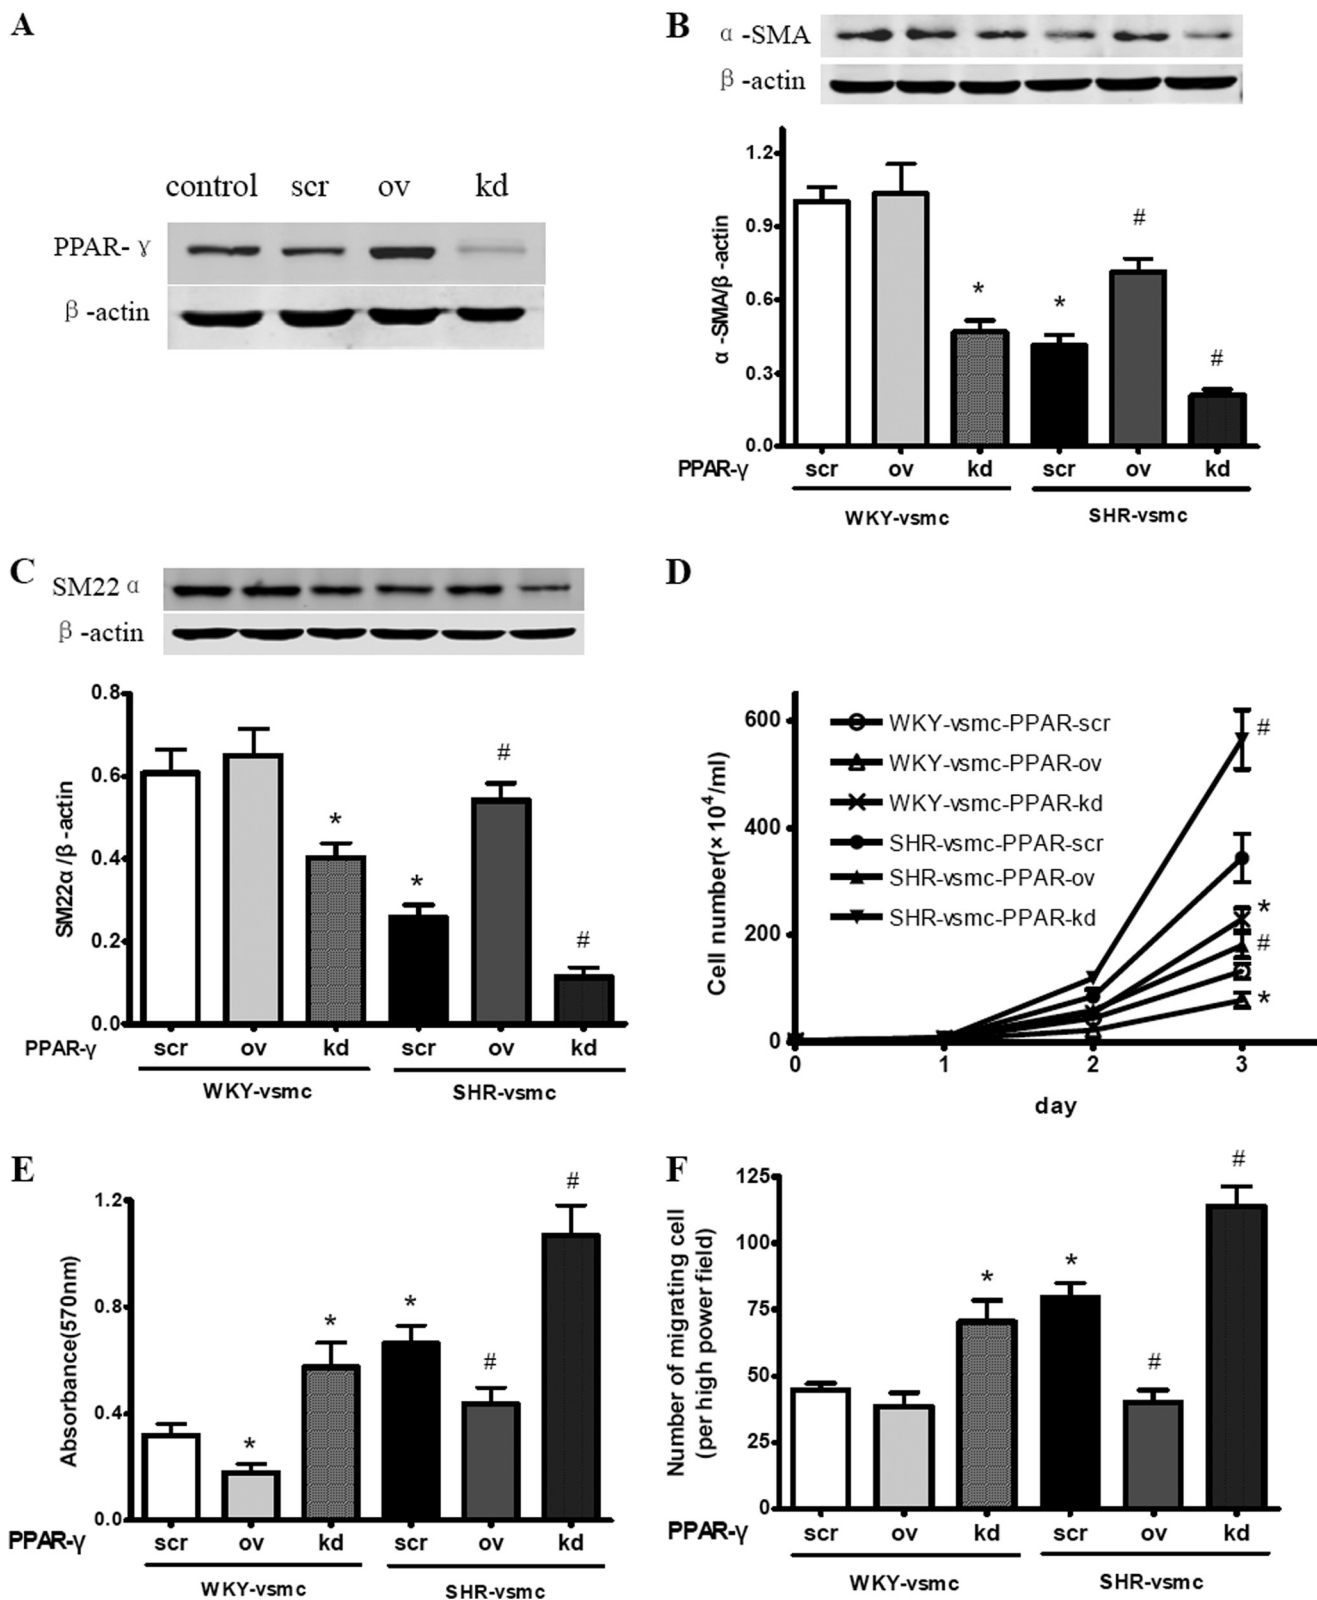 A
control scr ov kd
PPAR-γ
β-actin
B
α-SMA
β-actin
α-SMA/β-actin
1.2
0.9
0.6
0.3
0.0
#
*
*
#
PPAR-γ scr ov kd scr ov kd
WKY-vsmc SHR-vsmc
C
SM22 α
β-actin
SM22α/β-actin
0.8
0.6
0.4
0.2
0.0
#
*
*
#
PPAR-γ scr ov kd scr ov kd
WKY-vsmc SHR-vsmc
D
Cell number(×10⁴/ml)
600
400
200
0
WKY-vsmc-PPAR-scr
WKY-vsmc-PPAR-ov
WKY-vsmc-PPAR-kd
SHR-vsmc-PPAR-scr
SHR-vsmc-PPAR-ov
SHR-vsmc-PPAR-kd
#
*
#
*
0 1 2 3
day
E
Absorbance(570nm)
1.2
0.8
0.4
0.0
#
*
*
#
*
PPAR-γ scr ov kd scr ov kd
WKY-vsmc SHR-vsmc
F
Number of migrating cell
(per high power field)
125
100
75
50
25
0
#
*
*
#
PPAR-γ scr ov kd scr ov kd
WKY-vsmc SHR-vsmc